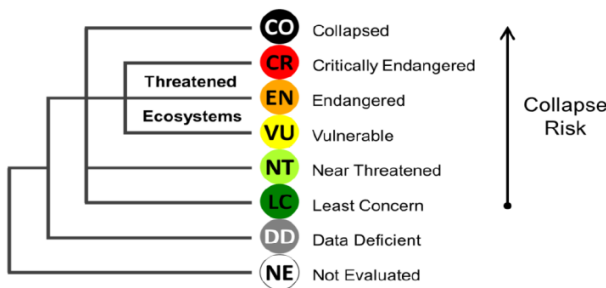 CO Collapsed
CR Critically Endangered
Threatened
EN Endangered
Ecosystems
VU Vulnerable
NT Near Threatened
LC Least Concern
DD Data Deficient
NE Not Evaluated
Collapse
Risk